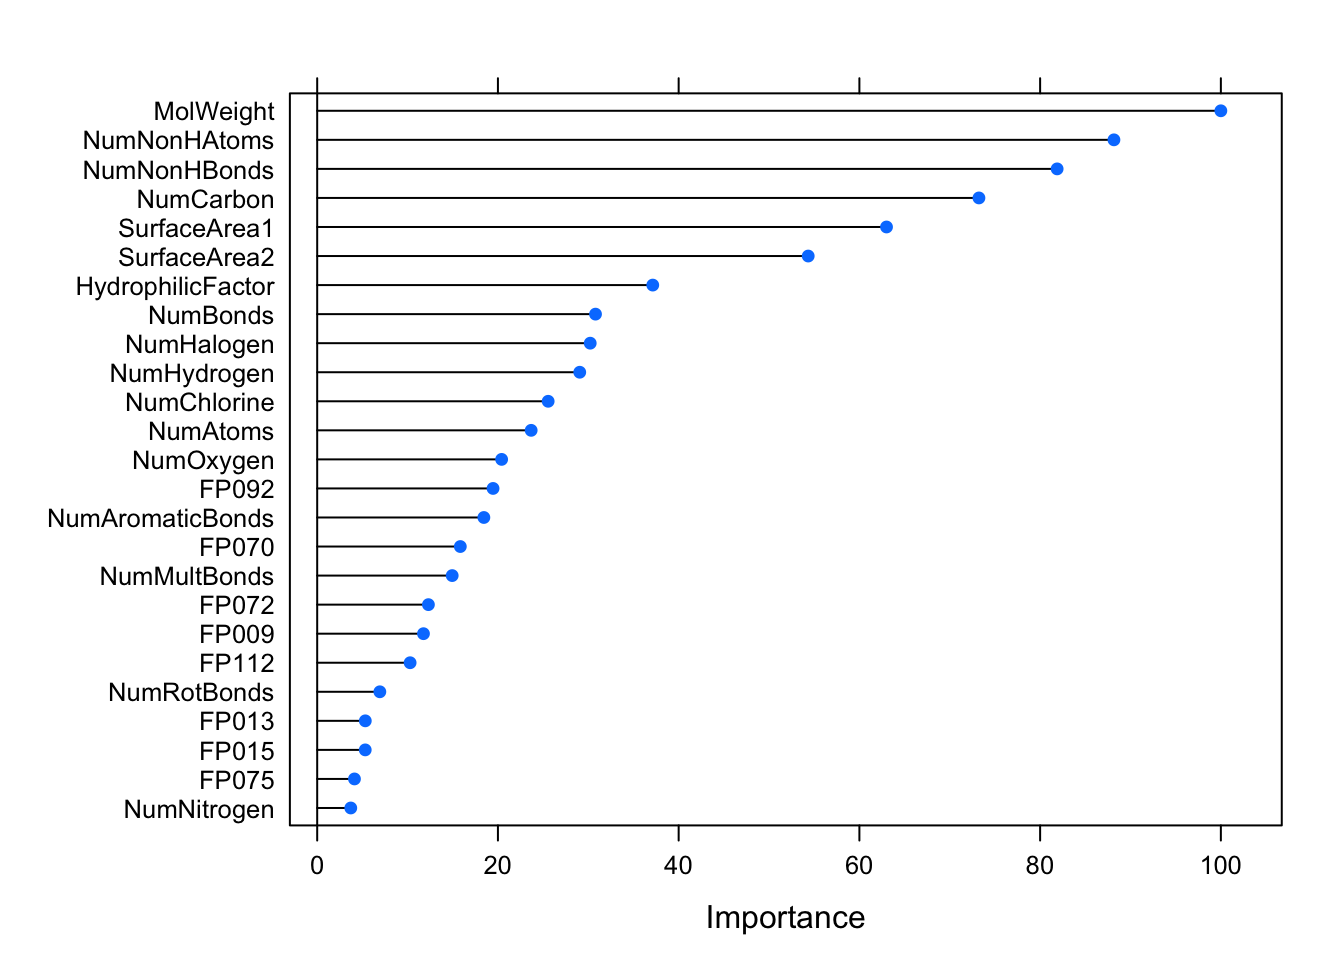 MolWeight
NumNonHAtoms
NumNonHBonds
NumCarbon
SurfaceArea1
SurfaceArea2
HydrophilicFactor
NumBonds
NumHalogen
NumHydrogen
NumChlorine
NumAtoms
NumOxygen
FP092
NumAromaticBonds
FP070
NumMultBonds
FP072
FP009
FP112
NumRotBonds
FP013
FP015
FP075
NumNitrogen
0 20 40 60 80 100
Importance